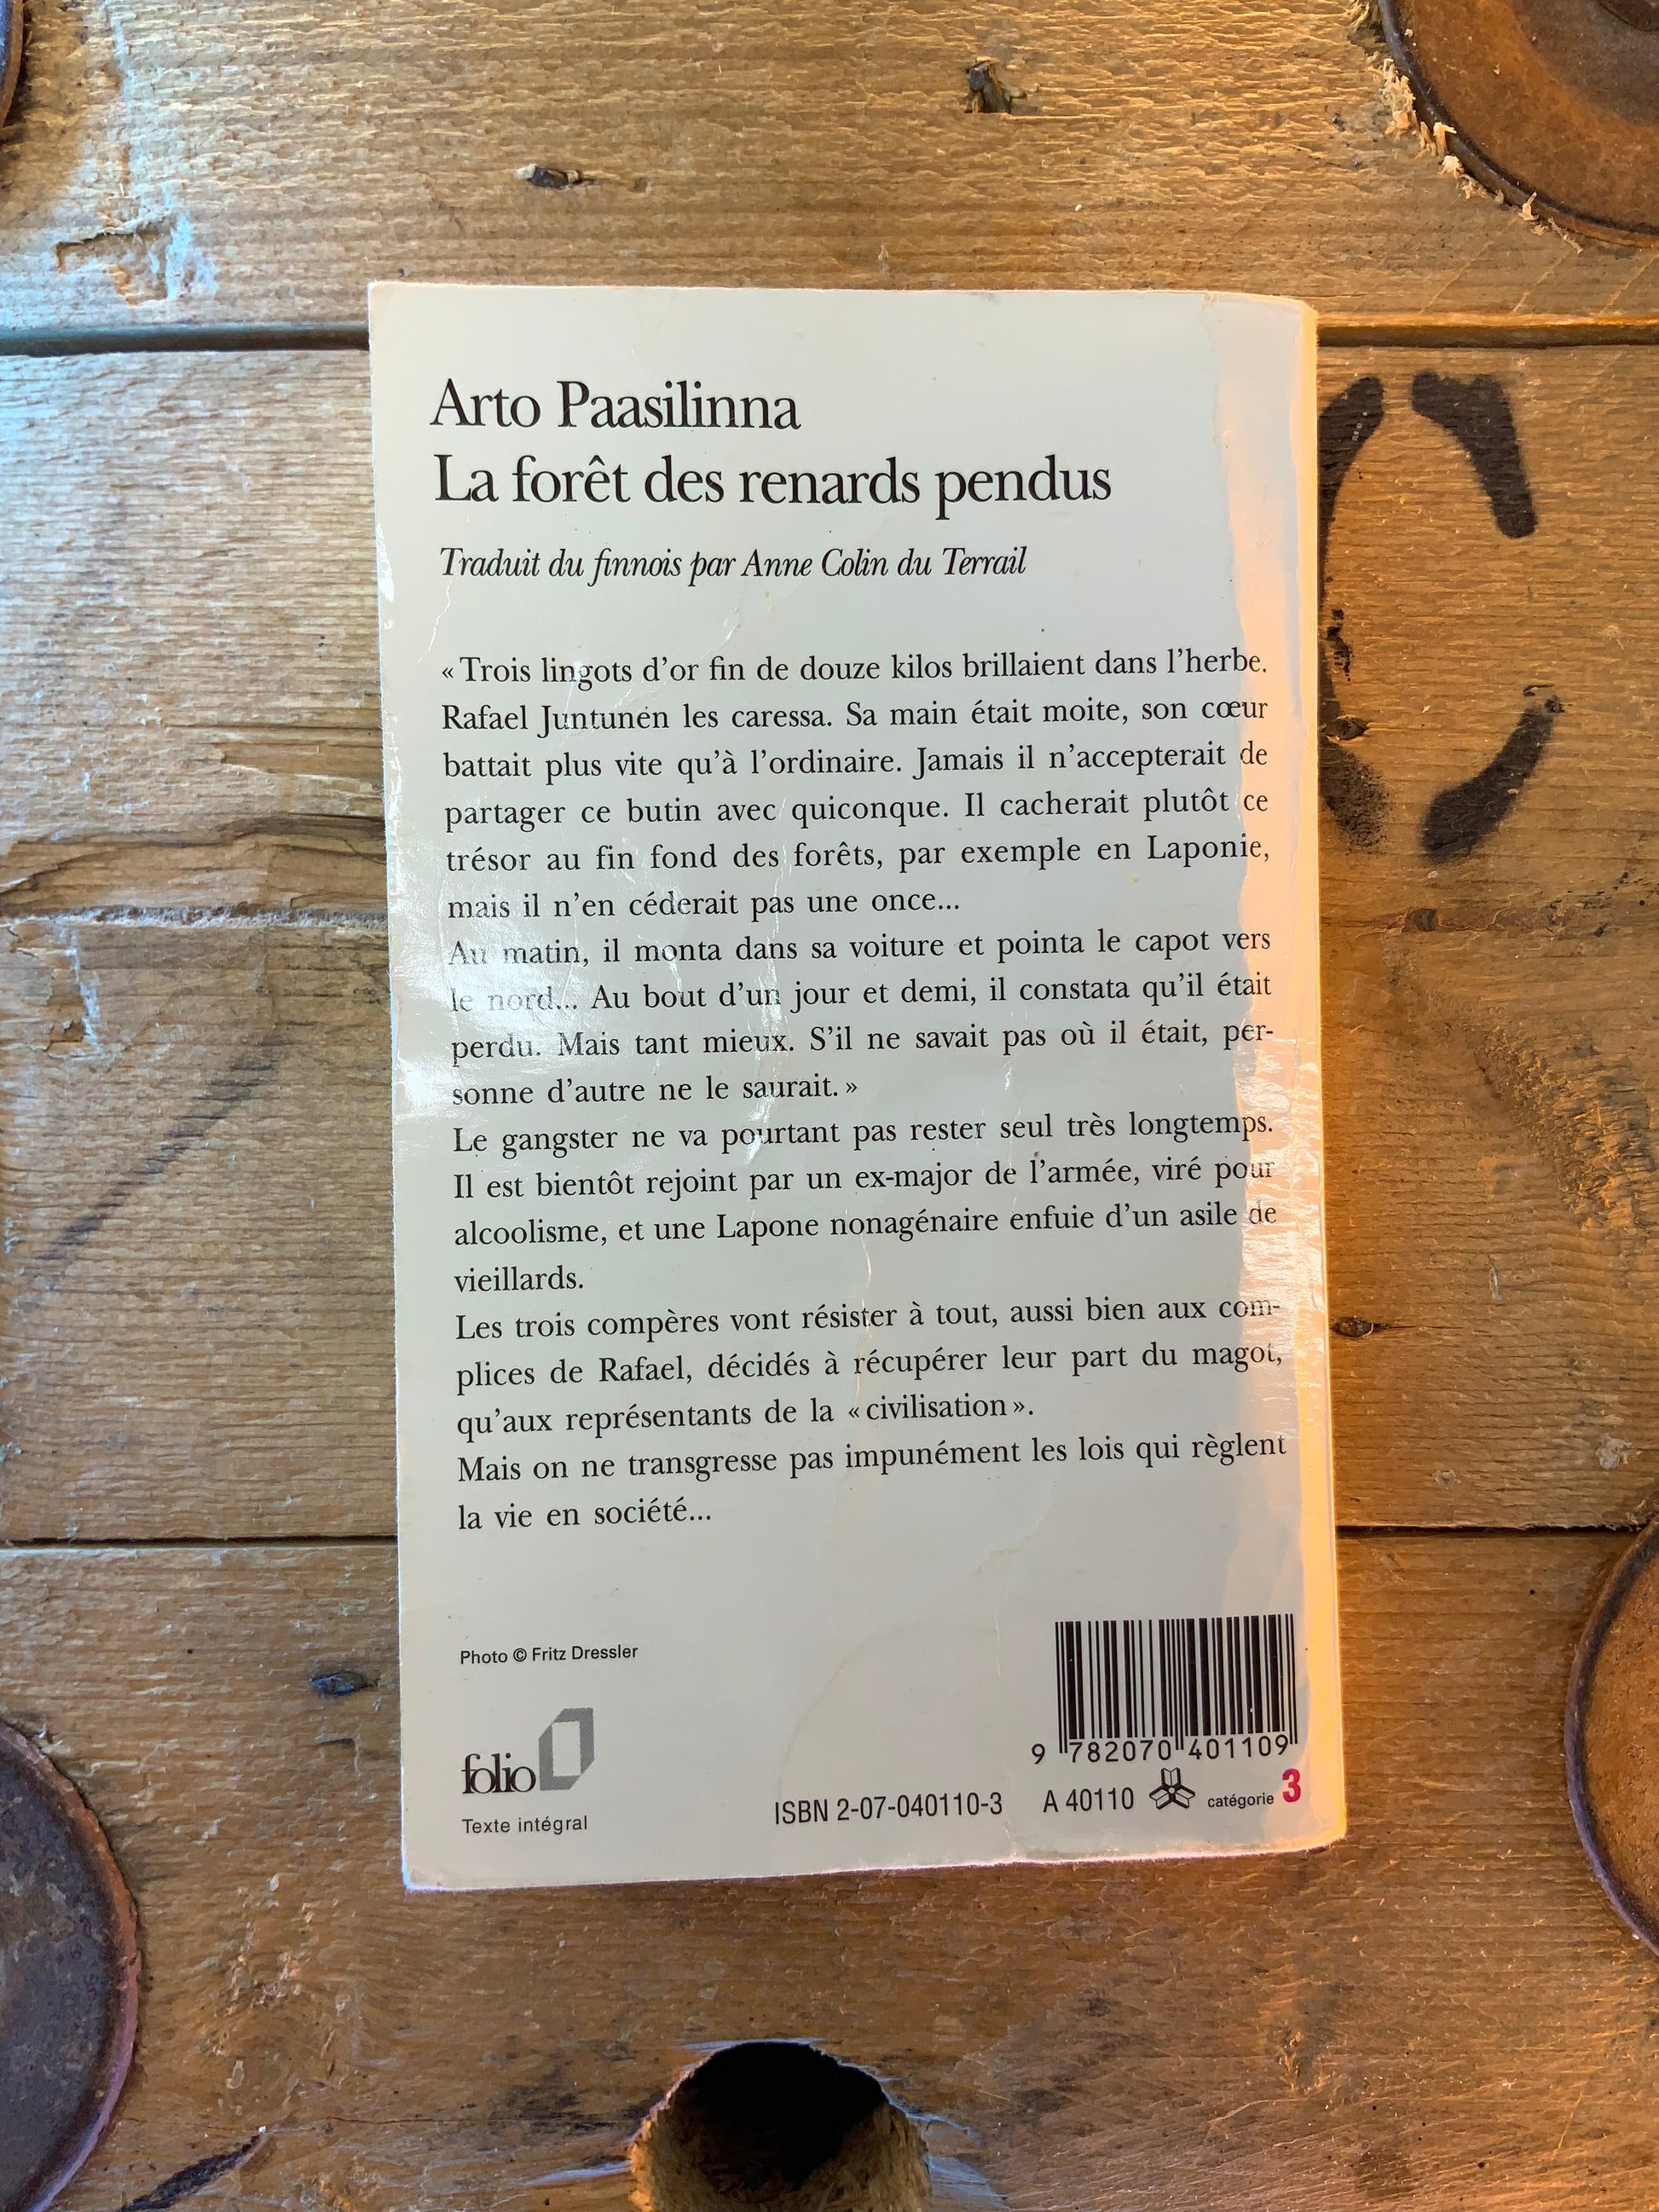 Arto Paasilinna
La forêt des renards pendus
Traduit du finnois par Anne Colin du Terrail
« Trois lingots d’or fin de douze kilos brillaient dans l’herbe.
Rafael Juntunen les caressa. Sa main était moite, son cœur
battait plus vite qu’à l’ordinaire. Jamais il n’accepterait de
partager ce butin avec quiconque. Il cacherait plutôt ce
trésor au fin fond des forêts, par exemple en Laponie,
mais il n’en céderait pas une once...
Au matin, il monta dans sa voiture et pointa le capot vers
le nord... Au bout d’un jour et demi, il constata qu’il était
perdu. Mais tant mieux. S’il ne savait pas où il était, per-
sonne d’autre ne le saurait. »
Le gangster ne va pourtant pas rester seul très longtemps.
Il est bientôt rejoint par un ex-major de l’armée, viré pour
alcoolisme, et une Lapone nonagénaire enfuie d’un asile de
vieillards.
Les trois compères vont résister à tout, aussi bien aux com-
plices de Rafael, décidés à récupérer leur part du magot,
qu’aux représentants de la « civilisation ».
Mais on ne transgresse pas impunément les lois qui règlent
la vie en société...
Photo © Fritz Dressler
9 782070 401109
folio
Texte intégral
ISBN 2-07-040110-3 A 40110 catégorie 3